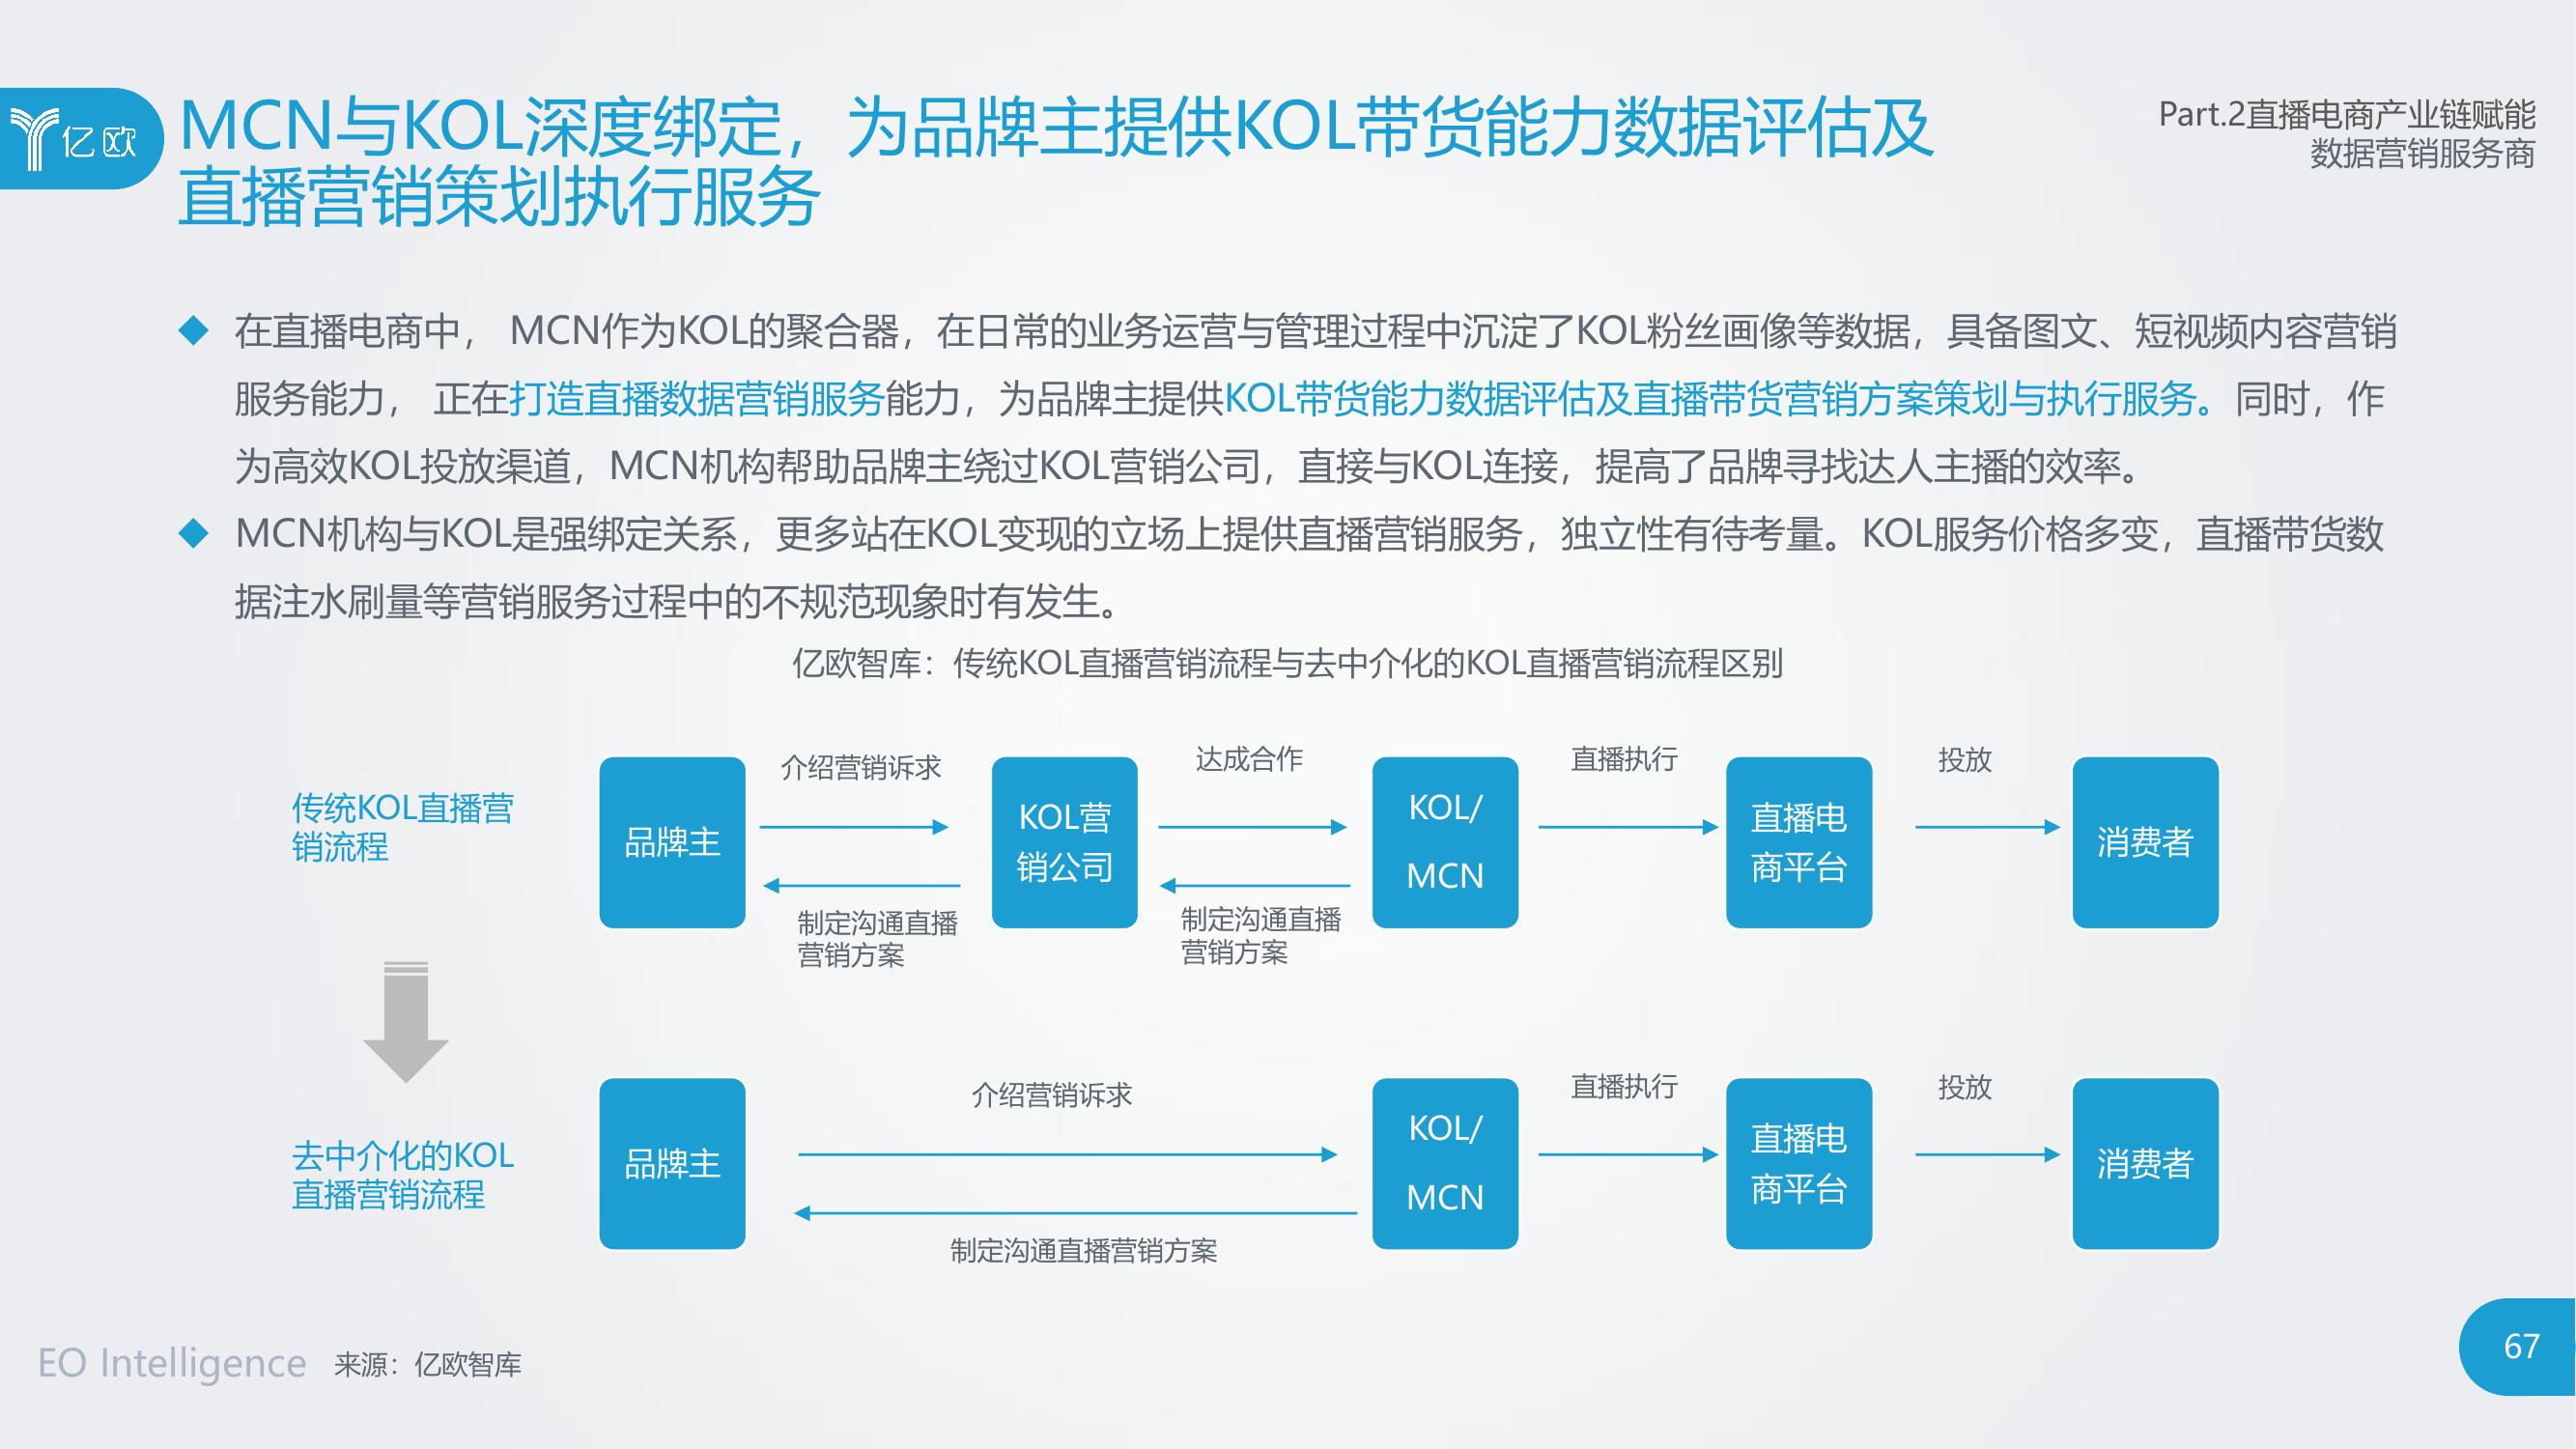 亿欧
MCN与KOL深度绑定，为品牌主提供KOL带货能力数据评估及
直播营销策划执行服务
Part.2直播电商产业链赋能
数据营销服务商
在直播电商中， MCN作为KOL的聚合器，在日常的业务运营与管理过程中沉淀了KOL粉丝画像等数据，具备图文、短视频内容营销
服务能力， 正在打造直播数据营销服务能力，为品牌主提供KOL带货能力数据评估及直播带货营销方案策划与执行服务。同时，作
为高效KOL投放渠道，MCN机构帮助品牌主绕过KOL营销公司，直接与KOL连接，提高了品牌寻找达人主播的效率。
MCN机构与KOL是强绑定关系，更多站在KOL变现的立场上提供直播营销服务，独立性有待考量。KOL服务价格多变，直播带货数
据注水刷量等营销服务过程中的不规范现象时有发生。
亿欧智库：传统KOL直播营销流程与去中介化的KOL直播营销流程区别
传统KOL直播营
销流程
品牌主
介绍营销诉求
制定沟通直播
营销方案
KOL营
销公司
达成合作
制定沟通直播
营销方案
KOL/
MCN
直播执行
直播电
商平台
投放
消费者
去中介化的KOL
直播营销流程
品牌主
介绍营销诉求
制定沟通直播营销方案
KOL/
MCN
直播执行
直播电
商平台
投放
消费者
EO Intelligence
来源：亿欧智库
67